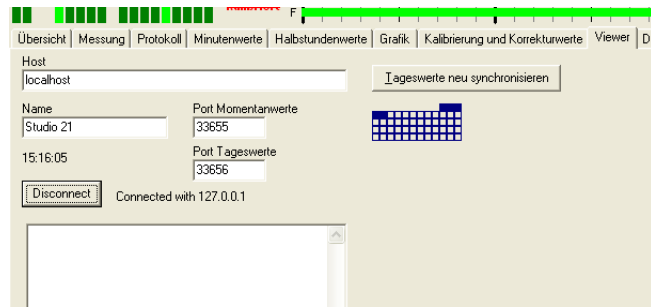 kalibriert F
Übersicht Messung Protokoll Minutenwerte Halbstundenwerte Grafik Kalibrierung und Korrekturwerte Viewer D
Host
localhost
Tageswerte neu synchronisieren
Name Port Momentanwerte
Studio 21 33655
15:16:05 Port Tageswerte
33656
Disconnect Connected with 127.0.0.1